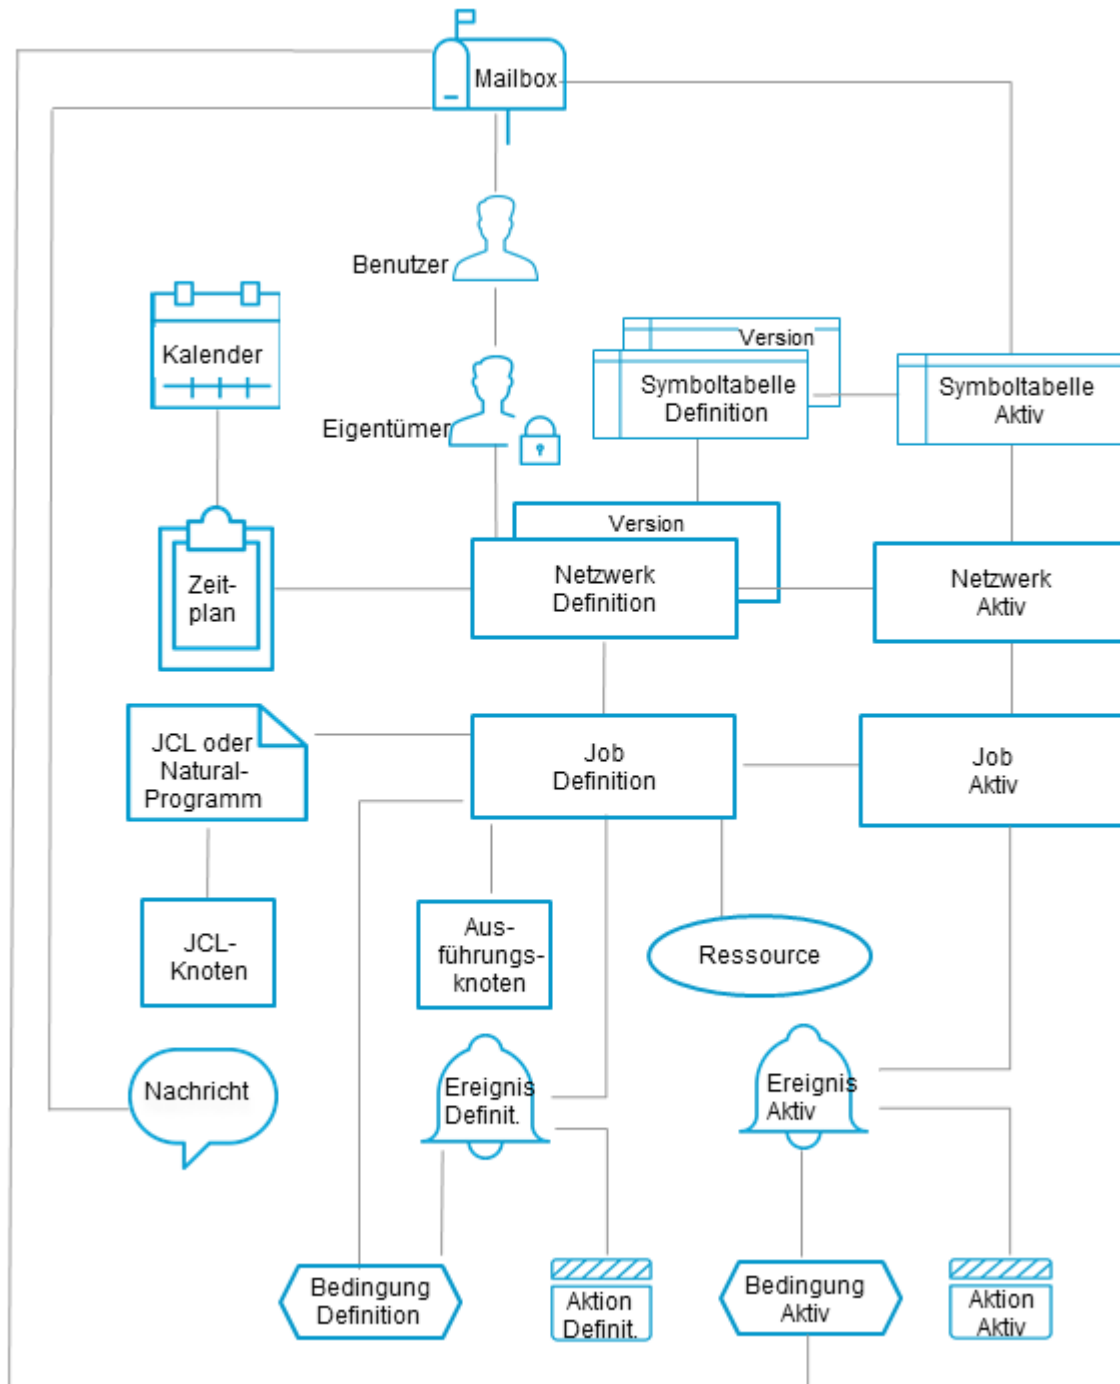 Mailbox
Benutzer
Kalender
Version
Symboltabelle
Definition
Symboltabelle
Aktiv
Eigentümer
Version
Zeit-
plan
Netzwerk
Definition
Netzwerk
Aktiv
JCL oder
Natural-
Programm
Job
Definition
Job
Aktiv
JCL-
Knoten
Aus-
führungs-
knoten
Ressource
Nachricht
Ereignis
Definit.
Ereignis
Aktiv
Bedingung
Definition
Aktion
Definit.
Bedingung
Aktiv
Aktion
Aktiv